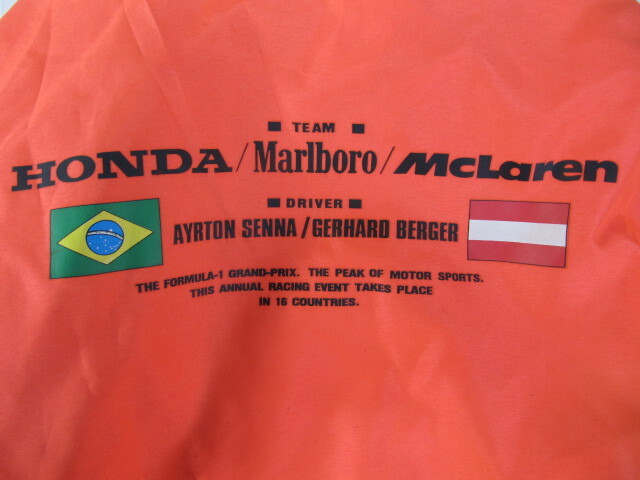 ■ TEAM ■
HONDA/Marlboro/McLaren
■ DRIVER ■
AYRTON SENNA/GERHARD BERGER
THE FORMULA-1 GRAND-PRIX. THE PEAK OF MOTOR SPORTS.
THIS ANNUAL RACING EVENT TAKES PLACE
IN 16 COUNTRIES.